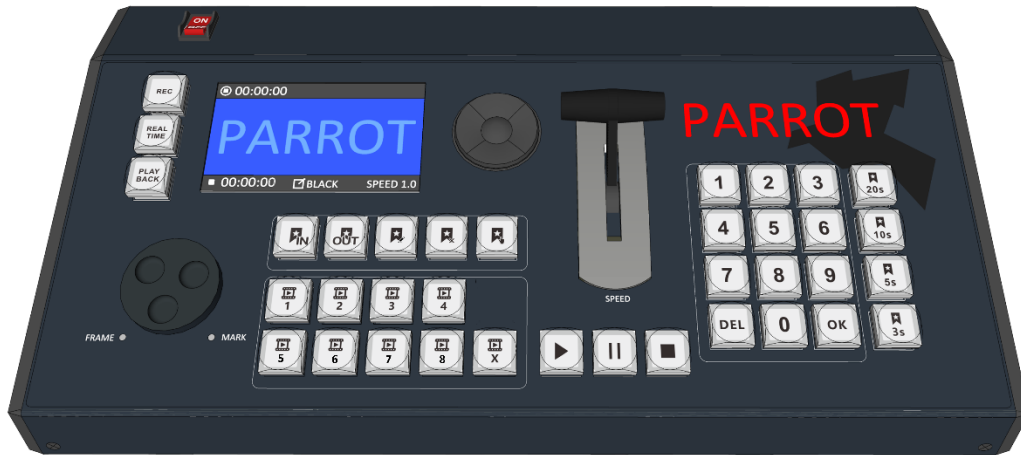 ON
REC
REAL
TIME
PLAY
BACK
00:00:00
PARROT
00:00:00 BLACK SPEED 1.0
PARROT
IN
OUT
1 2 3 4
5 6 7 8 X
FRAME
MARK
SPEED
1 2 3 20s
4 5 6 10s
7 8 9 5s
DEL 0 OK 3s